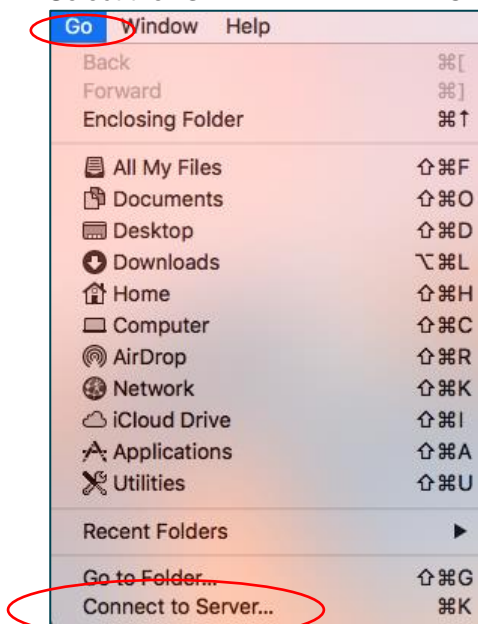 Go Window Help
Back ⌘[
Forward ⌘]
Enclosing Folder ⌘↑
All My Files ⇧⌘F
Documents ⇧⌘O
Desktop ⇧⌘D
Downloads ⌥⌘L
Home ⇧⌘H
Computer ⇧⌘C
AirDrop ⇧⌘R
Network ⇧⌘K
iCloud Drive ⇧⌘I
Applications ⇧⌘A
Utilities ⇧⌘U
Recent Folders ▶
Go to Folder... ⇧⌘G
Connect to Server... ⌘K